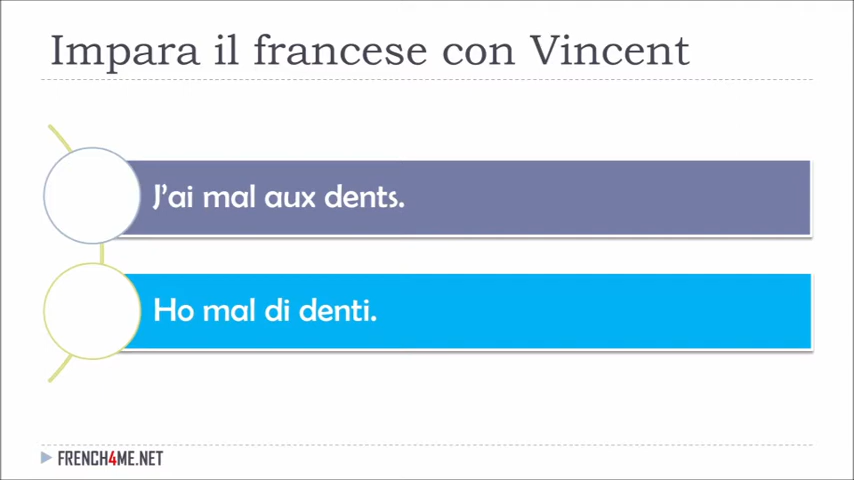 Impara il francese con Vincent
J'ai mal aux dents.
Ho mal di denti.
FRENCH4ME.NET